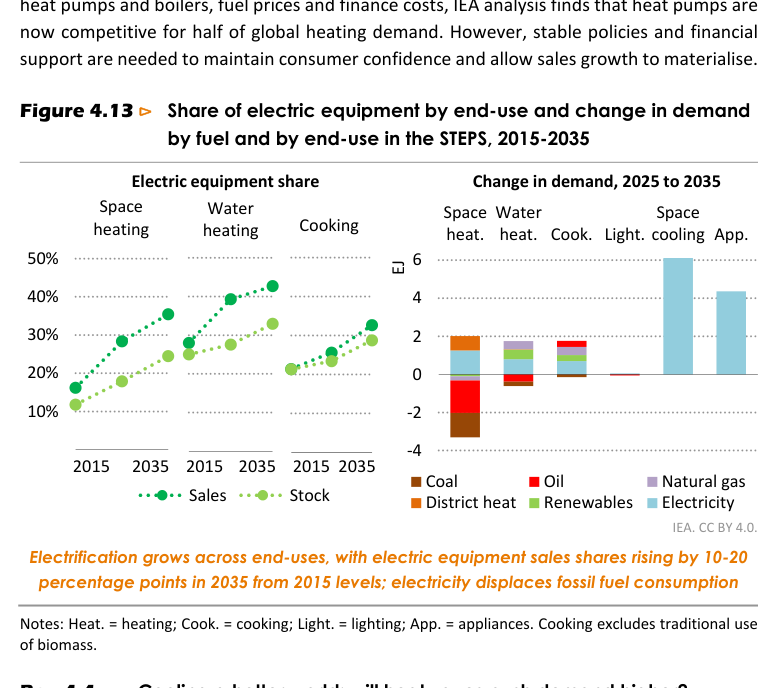 heat pumps and boilers, fuel prices and finance costs, IEA analysis finds that heat pumps are
now competitive for half of global heating demand. However, stable policies and financial
support are needed to maintain consumer confidence and allow sales growth to materialise.
Figure 4.13 ▻ Share of electric equipment by end-use and change in demand
by fuel and by end-use in the STEPS, 2015-2035
Electric equipment share
Space
heating
Water
heating
Cooking
50%
40%
30%
20%
10%
2015 2035 2015 2035 2015 2035
Sales Stock
Change in demand, 2025 to 2035
Space
heat.
Water
heat.
Cook.
Light.
Space
cooling
App.
EJ
6
4
2
0
-2
-4
Coal Oil Natural gas
District heat Renewables Electricity
IEA. CC BY 4.0.
Electrification grows across end-uses, with electric equipment sales shares rising by 10-20
percentage points in 2035 from 2015 levels; electricity displaces fossil fuel consumption
Notes: Heat. = heating; Cook. = cooking; Light. = lighting; App. = appliances. Cooking excludes traditional use
of biomass.